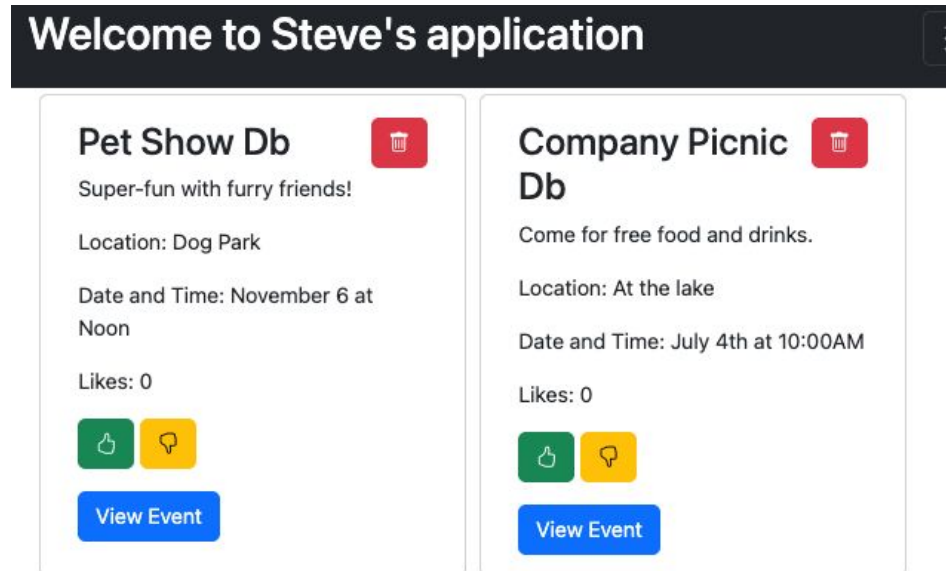 Welcome to Steve's application
Pet Show Db
Super-fun with furry friends!
Location: Dog Park
Date and Time: November 6 at
Noon
Likes: 0
View Event
Company Picnic
Db
Come for free food and drinks.
Location: At the lake
Date and Time: July 4th at 10:00AM
Likes: 0
View Event